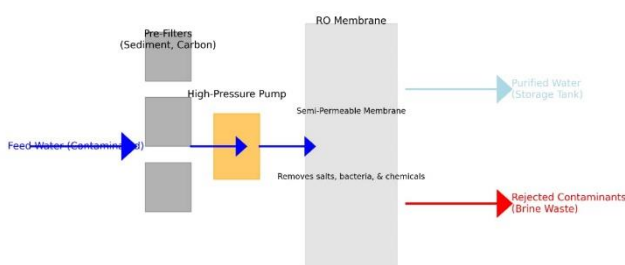 RO Membrane
Pre-Filters
(Sediment, Carbon)
High-Pressure Pump
Purified Water
(Storage Tank)
Semi-Permeable Membrane
Feed Water (Contaminated)
Removes salts, bacteria, & chemicals
Rejected Contaminants
(Brine Waste)